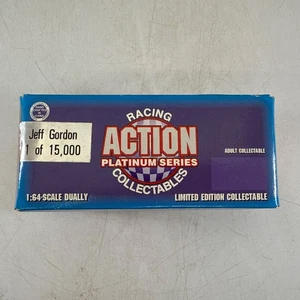 Jeff Gordon
1 of 15,000
RACING
ACTION
PLATINUM SERIES
COLLECTABLES
ADULT COLLECTABLE
1:64-SCALE DUALLY
LIMITED EDITION COLLECTABLE